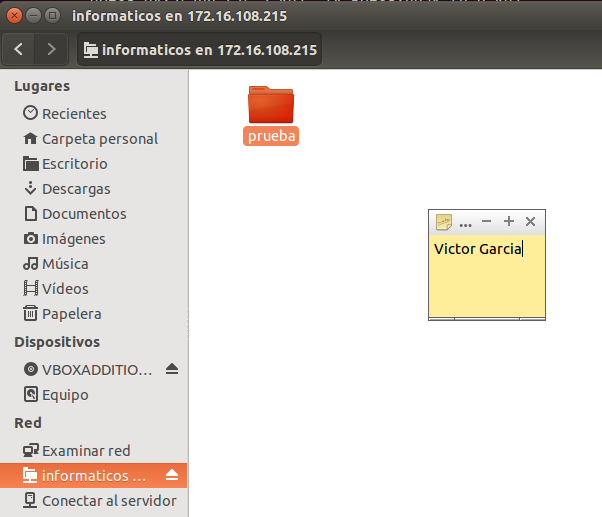 informaticos en 172.16.108.215
informaticos en 172.16.108.215
Lugares
Recientes
Carpeta personal
Escritorio
Descargas
Documentos
Imágenes
Música
Vídeos
Papelera
Dispositivos
VBOXADDITIO...
Equipo
Red
Examinar red
informaticos ...
Conectar al servidor
prueba
...
Victor Garcia